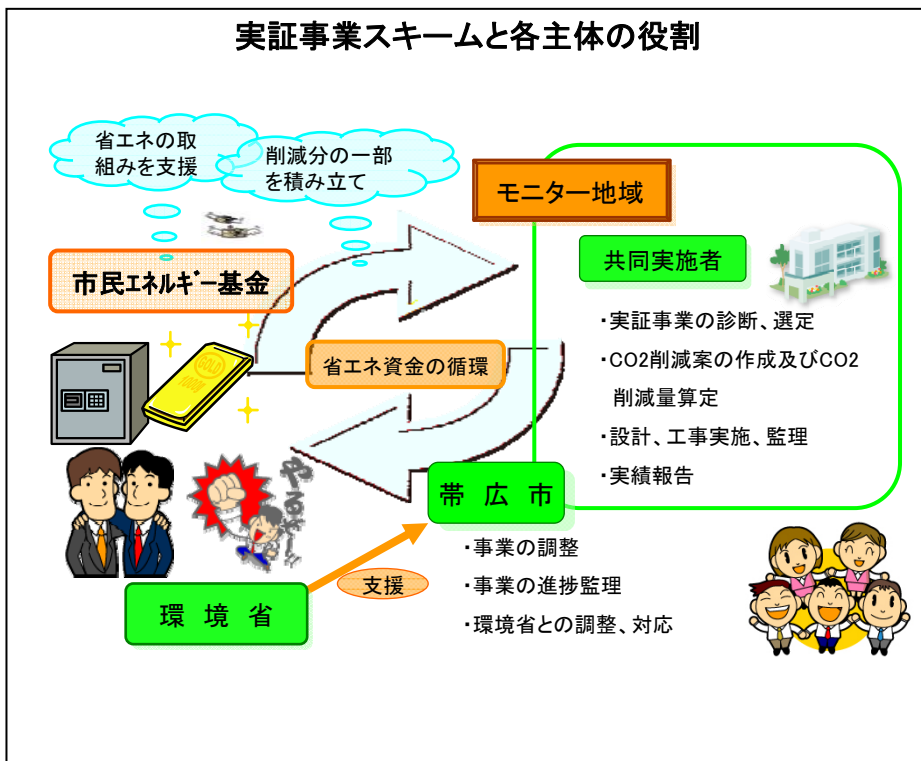 実証事業スキームと各主体の役割
省エネの取
組みを支援
削減分の一部
を積み立て
モニター地域
市民エネルギー基金
共同実施者
・実証事業の診断、選定
・CO2削減案の作成及びCO2
削減量算定
・設計、工事実施、監理
・実績報告
省エネ資金の循環
GOLD
1000
やるぞー!!
帯広市
・事業の調整
・事業の進捗監理
・環境省との調整、対応
支援
環境省